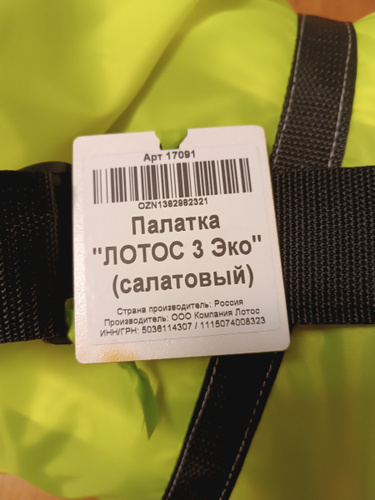 Арт 17091
OZN1382982321
Палатка
"ЛОТОС 3 Эко"
(салатовый)
Страна производитель: Россия
Производитель: ООО Компания Лотос
ИНН/ГРН: 5036114307 / 1115074008323